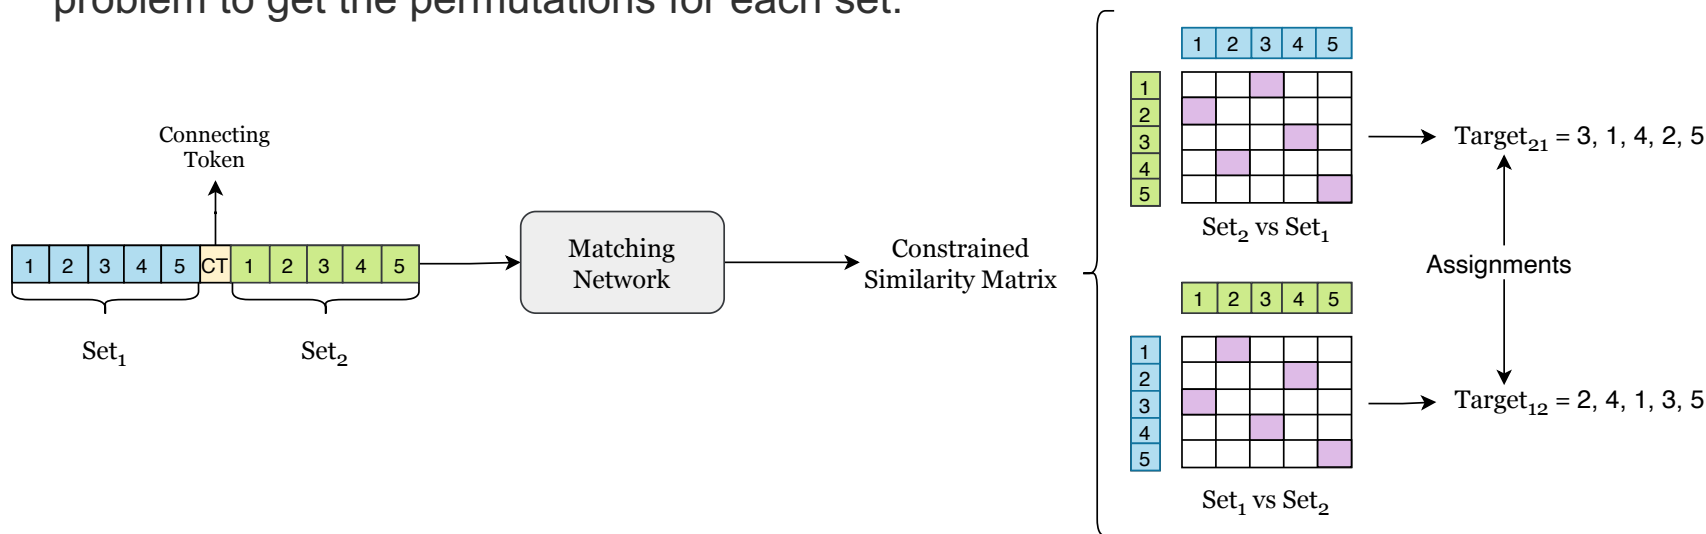 problem to get the permutations for each set.
Connecting
Token
1 2 3 4 5 CT 1 2 3 4 5
Set1
Set2
Matching
Network
Constrained
Similarity Matrix
1 2 3 4 5
1
2
3
4
5
Set2 vs Set1
Target21 = 3, 1, 4, 2, 5
Assignments
1 2 3 4 5
1
2
3
4
5
Set1 vs Set2
Target12 = 2, 4, 1, 3, 5